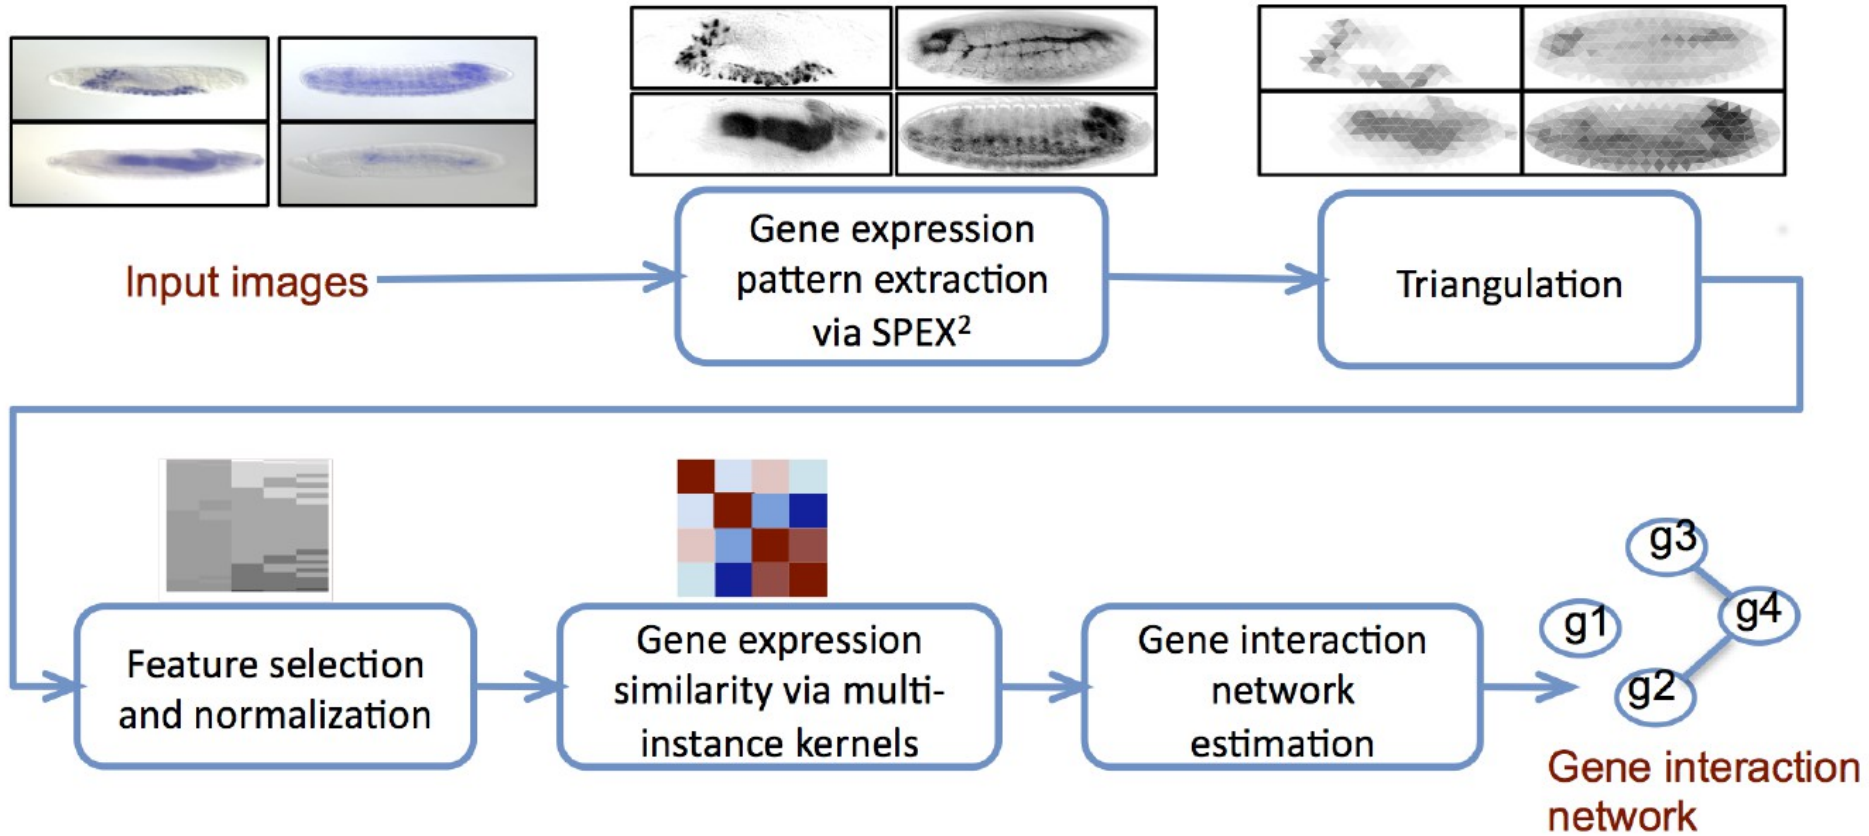 Input images
Gene expression
pattern extraction
via SPEX²
Triangulation
Feature selection
and normalization
Gene expression
similarity via multi-
instance kernels
Gene interaction
network
estimation
g3
g1
g4
g2
Gene interaction
network